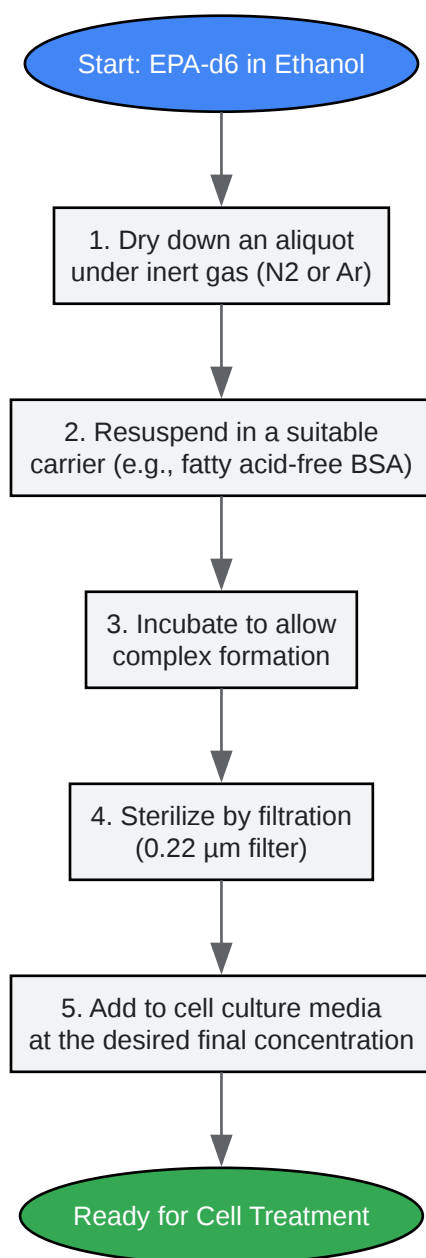 Start: EPA-d6 in Ethanol
1. Dry down an aliquot
under inert gas (N2 or Ar)
2. Resuspend in a suitable
carrier (e.g., fatty acid-free BSA)
3. Incubate to allow
complex formation
4. Sterilize by filtration
(0.22 µm filter)
5. Add to cell culture media
at the desired final concentration
Ready for Cell Treatment